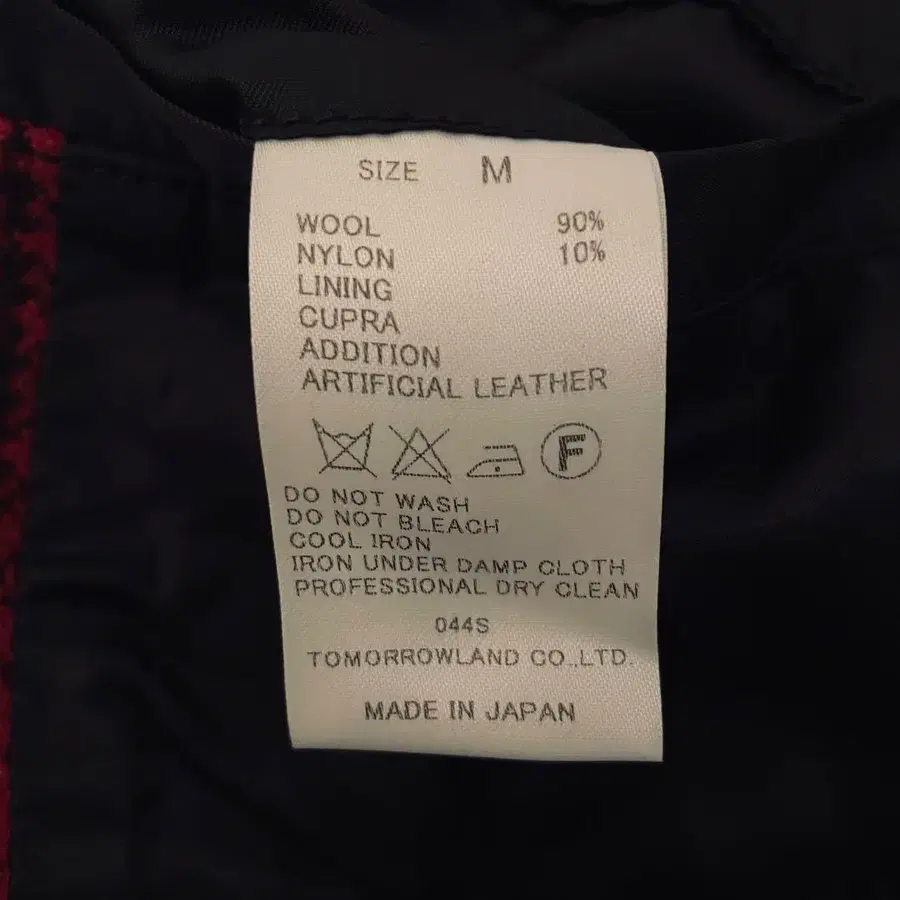 SIZE M
WOOL 90%
NYLON 10%
LINING
CUPRA
ADDITION
ARTIFICIAL LEATHER
F
DO NOT WASH
DO NOT BLEACH
COOL IRON
IRON UNDER DAMP CLOTH
PROFESSIONAL DRY CLEAN
044S
TOMORROWLAND CO.,LTD.
MADE IN JAPAN